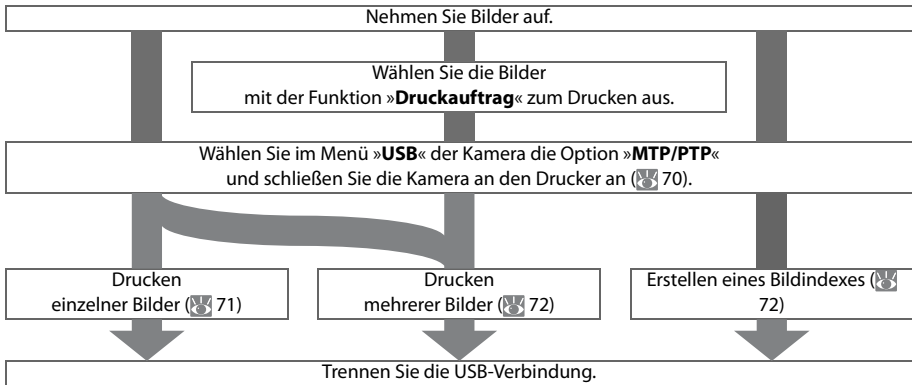 Nehmen Sie Bilder auf.
Wählen Sie die Bilder
mit der Funktion »Druckauftrag« zum Drucken aus.
Wählen Sie im Menü »USB« der Kamera die Option »MTP/PTP«
und schließen Sie die Kamera an den Drucker an ( 70).
Drucken
einzelner Bilder ( 71)
Drucken
mehrerer Bilder ( 72)
Erstellen eines Bildindexes (
72)
Trennen Sie die USB-Verbindung.